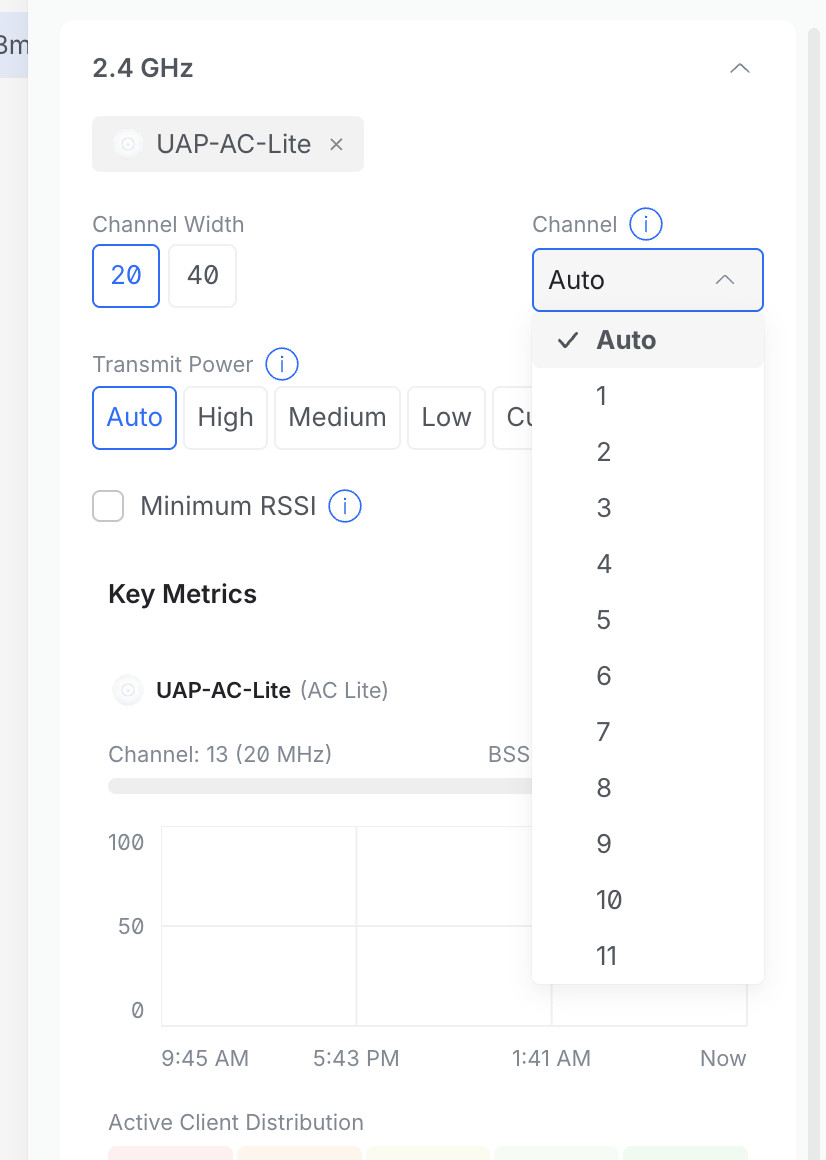 3m
2.4 GHz
UAP-AC-Lite ×
Channel Width
Channel i
20 40
Auto
Transmit Power i
Auto High Medium Low Cu
Auto
1
2
3
4
5
6
7
8
9
10
11
Minimum RSSI i
Key Metrics
UAP-AC-Lite (AC Lite)
Channel: 13 (20 MHz) BSS
100
50
0
9:45 AM 5:43 PM 1:41 AM Now
Active Client Distribution